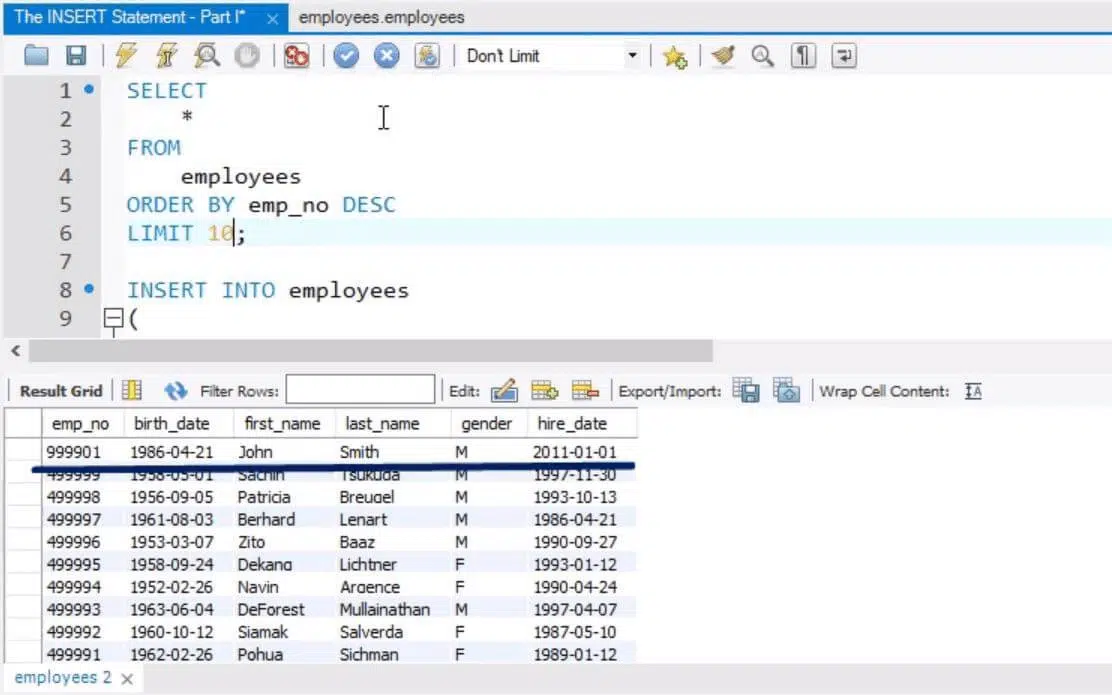 The INSERT Statement - Part I* × employees.employees
Don't Limit
1 SELECT
2 *
3 FROM
4 employees
5 ORDER BY emp_no DESC
6 LIMIT 10;
7
8 INSERT INTO employees
9 (
Result Grid Filter Rows: Edit: Export/Import: Wrap Cell Content:
emp_no birth_date first_name last_name gender hire_date
999901 1986-04-21 John Smith M 2011-01-01
499999 1958-05-01 Sachin Tsukuda M 1997-11-30
499998 1956-09-05 Patricia Breugel M 1993-10-13
499997 1961-08-03 Berhard Lenart M 1986-04-21
499996 1953-03-07 Zito Baaz M 1990-09-27
499995 1958-09-24 Dekang Lichtner F 1993-01-12
499994 1952-02-26 Navin Argence F 1990-04-24
499993 1963-06-04 DeForest Mullainathan M 1997-04-07
499992 1960-10-12 Siamak Salverda F 1987-05-10
499991 1962-02-26 Pohua Sichman F 1989-01-12
employees 2 ×